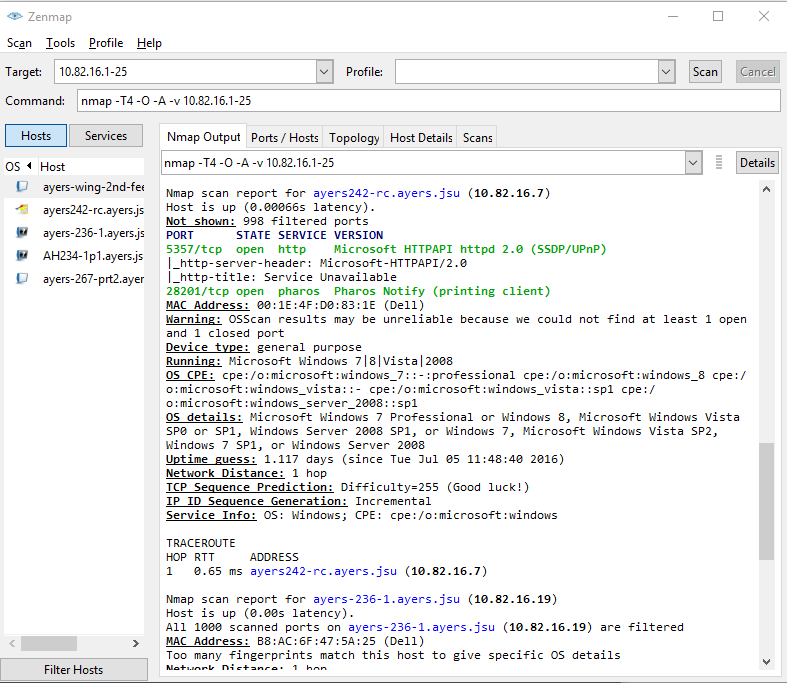 Zenmap
Scan Tools Profile Help
Target: 10.82.16.1-25 Profile: Scan Cancel
Command: nmap -T4 -O -A -v 10.82.16.1-25
Hosts Services
OS Host
ayers-wing-2nd-fee
ayers242-rc.ayers.js
ayers-236-1.ayers.js
AH234-1p1.ayers.js
ayers-267-prt2.ayer
Filter Hosts
Nmap Output Ports / Hosts Topology Host Details Scans
nmap -T4 -O -A -v 10.82.16.1-25 Details
Nmap scan report for ayers242-rc.ayers.jsu (10.82.16.7)
Host is up (0.00066s latency).
Not shown: 998 filtered ports
PORT STATE SERVICE VERSION
5357/tcp open http Microsoft HTTPAPI httpd 2.0 (SSDP/UPnP)
|_http-server-header: Microsoft-HTTPAPI/2.0
|_http-title: Service Unavailable
28201/tcp open pharos Pharos Notify (printing client)
MAC Address: 00:1E:4F:D0:83:1E (Dell)
Warning: OSScan results may be unreliable because we could not find at least 1 open
and 1 closed port
Device type: general purpose
Running: Microsoft Windows 7|8|Vista|2008
OS CPE: cpe:/o:microsoft:windows_7::-:professional cpe:/o:microsoft:windows_8 cpe:/
o:microsoft:windows_vista::- cpe:/o:microsoft:windows_vista::sp1 cpe:/
o:microsoft:windows_server_2008::sp1
OS details: Microsoft Windows 7 Professional or Windows 8, Microsoft Windows Vista
SP0 or SP1, Windows Server 2008 SP1, or Windows 7, Microsoft Windows Vista SP2,
Windows 7 SP1, or Windows Server 2008
Uptime guess: 1.117 days (since Tue Jul 05 11:48:40 2016)
Network Distance: 1 hop
TCP Sequence Prediction: Difficulty=255 (Good luck!)
IP ID Sequence Generation: Incremental
Service Info: OS: Windows; CPE: cpe:/o:microsoft:windows
TRACEROUTE
HOP RTT ADDRESS
1 0.65 ms ayers242-rc.ayers.jsu (10.82.16.7)
Nmap scan report for ayers-236-1.ayers.jsu (10.82.16.19)
Host is up (0.00s latency).
All 1000 scanned ports on ayers-236-1.ayers.jsu (10.82.16.19) are filtered
MAC Address: B8:AC:6F:47:5A:25 (Dell)
Too many fingerprints match this host to give specific OS details
Network Distance: 1 hop